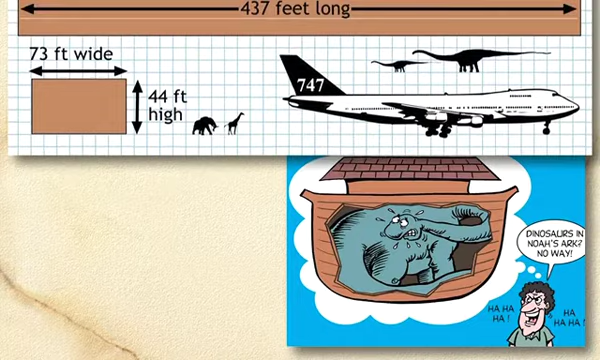 437 feet long
73 ft wide
44 ft
high
747
DINOSAURS IN
NOAH'S ARK?
NO WAY!
HA HA
HA !
HA
HA HA !